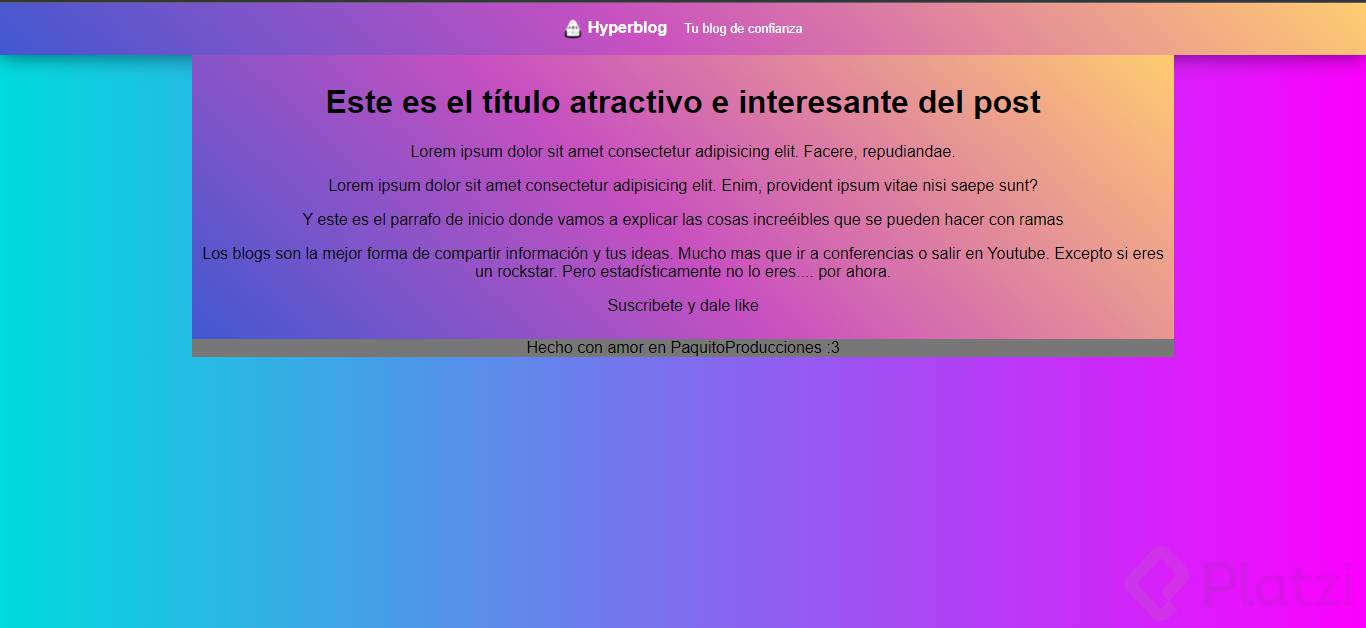 Hyperblog Tu blog de confianza
Este es el título atractivo e interesante del post
Lorem ipsum dolor sit amet consectetur adipisicing elit. Facere, repudiandae.
Lorem ipsum dolor sit amet consectetur adipisicing elit. Enim, provident ipsum vitae nisi saepe sunt?
Y este es el parrafo de inicio donde vamos a explicar las cosas increéibles que se pueden hacer con ramas
Los blogs son la mejor forma de compartir información y tus ideas. Mucho mas que ir a conferencias o salir en Youtube. Excepto si eres
un rockstar. Pero estadísticamente no lo eres.... por ahora.
Suscribete y dale like
Hecho con amor en PaquitoProducciones :3
Platzi